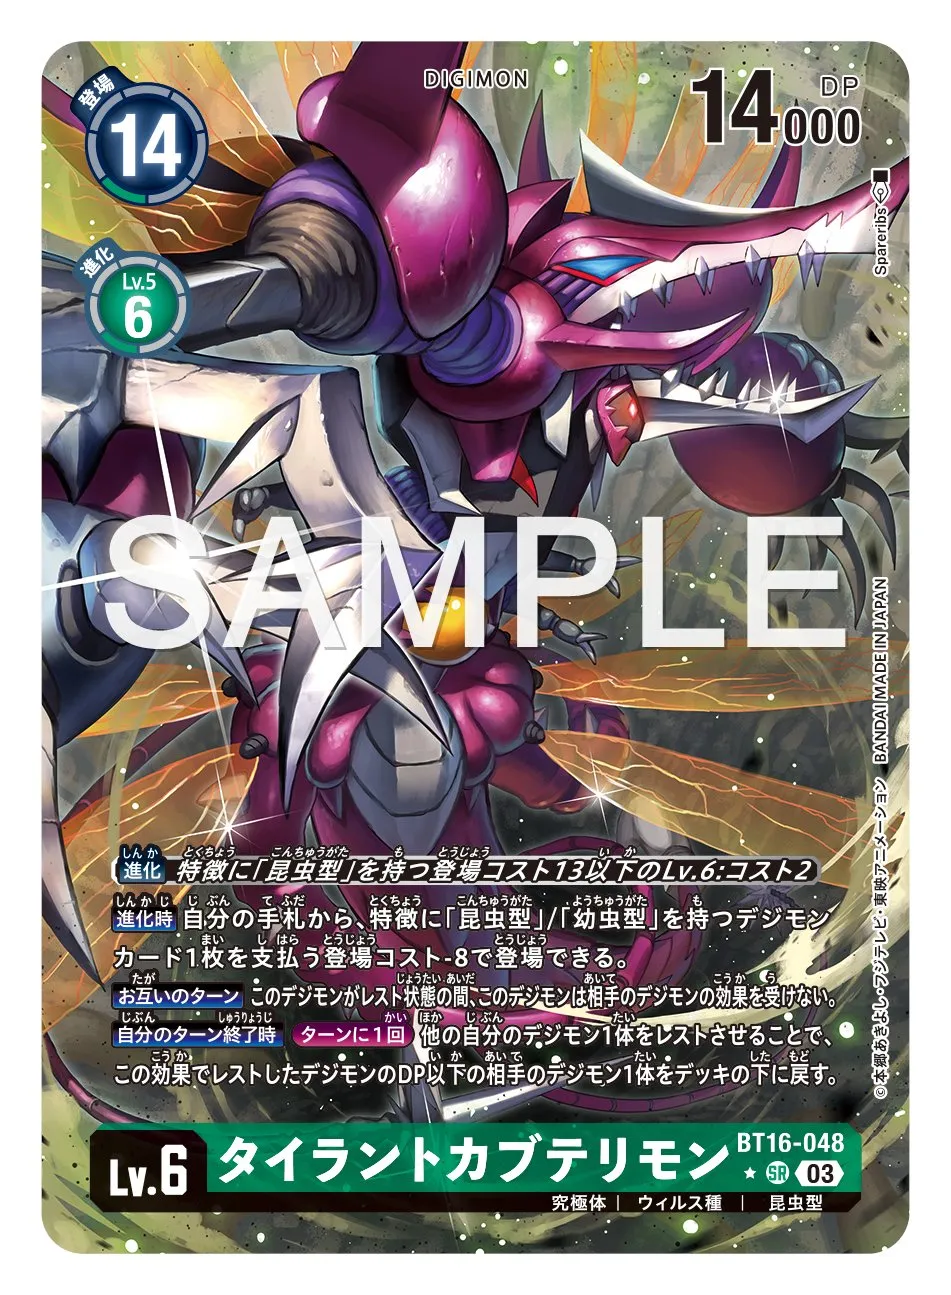 登場
14
DIGIMON
14000
DP
進化
Lv.5
6
Spareribs
SAMPLE
BANDAI MADE IN JAPAN
©本郷あきよし・フジテレビ・東映アニメーション
進化 特徴に「昆虫型」を持つ登場コスト13以下のLv.6:コスト2
進化時 自分の手札から、特徴に「昆虫型」/「幼虫型」を持つデジモン
カード1枚を支払う登場コスト-8で登場できる。
お互いのターン このデジモンがレスト状態の間、このデジモンは相手のデジモンの効果を受けない。
自分のターン終了時 ターンに1回 他の自分のデジモン1体をレストさせることで、
この効果でレストしたデジモンのDP以下の相手のデジモン1体をデッキの下に戻す。
Lv.6
タイラントカブテリモン
BT16-048
SR 03
究極体 | ウィルス種 | 昆虫型